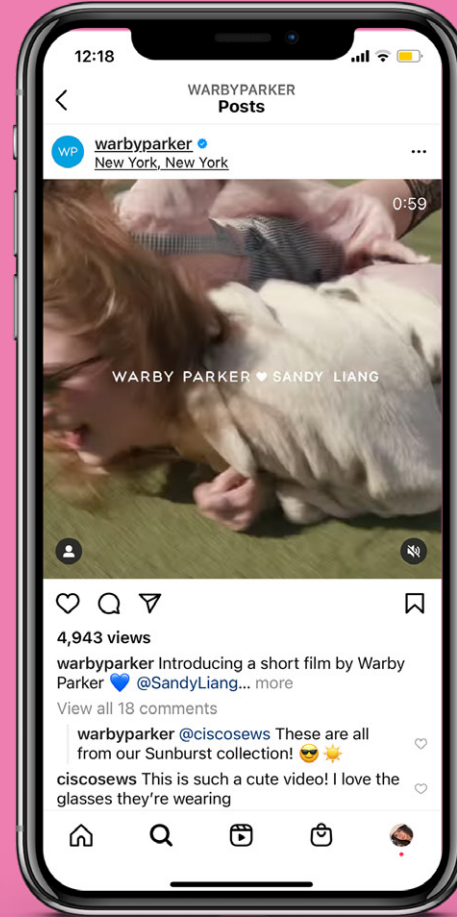 12:18
WARBYPARKER
Posts
WP
warbyparker
New York, New York
...
0:59
WARBY PARKER ♥ SANDY LIANG
4,943 views
warbyparker Introducing a short film by Warby
Parker 💙 @SandyLiang... more
View all 18 comments
warbyparker @ciscosews These are all
from our Sunburst collection! 😎 ☀️
ciscosews This is such a cute video! I love the
glasses they're wearing